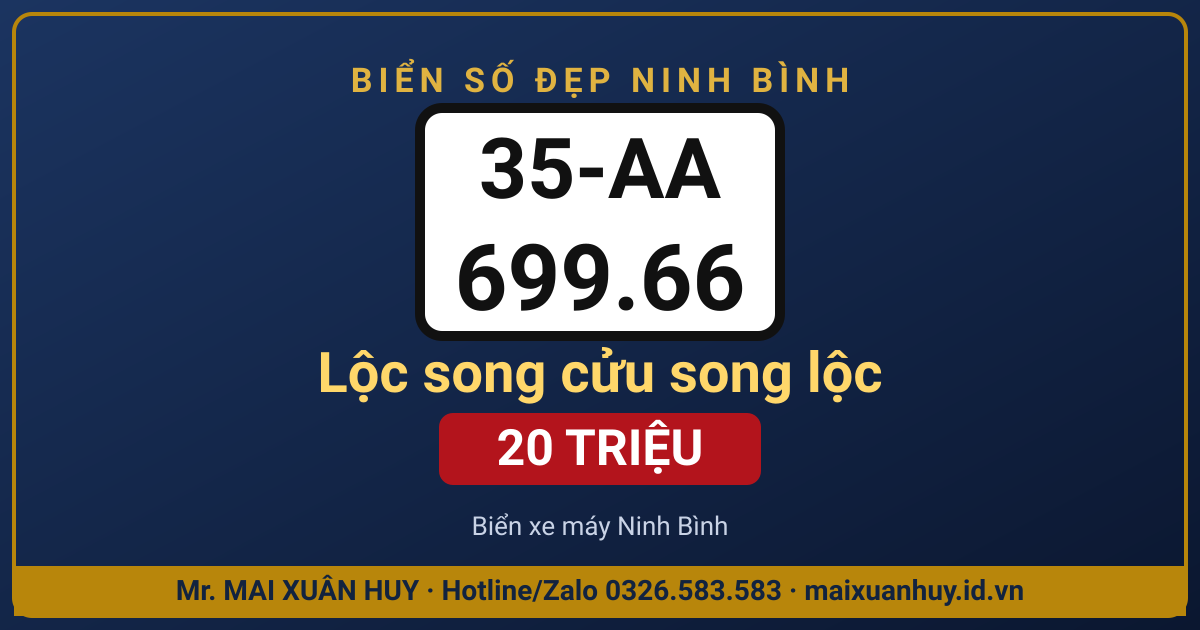 BIỂN SỐ ĐẸP NINH BÌNH
35-AA
699.66
Lộc song cửu song lộc
20 TRIỆU
Biển xe máy Ninh Bình
Mr. MAI XUÂN HUY · Hotline/Zalo 0326.583.583 · maixuanhuy.id.vn